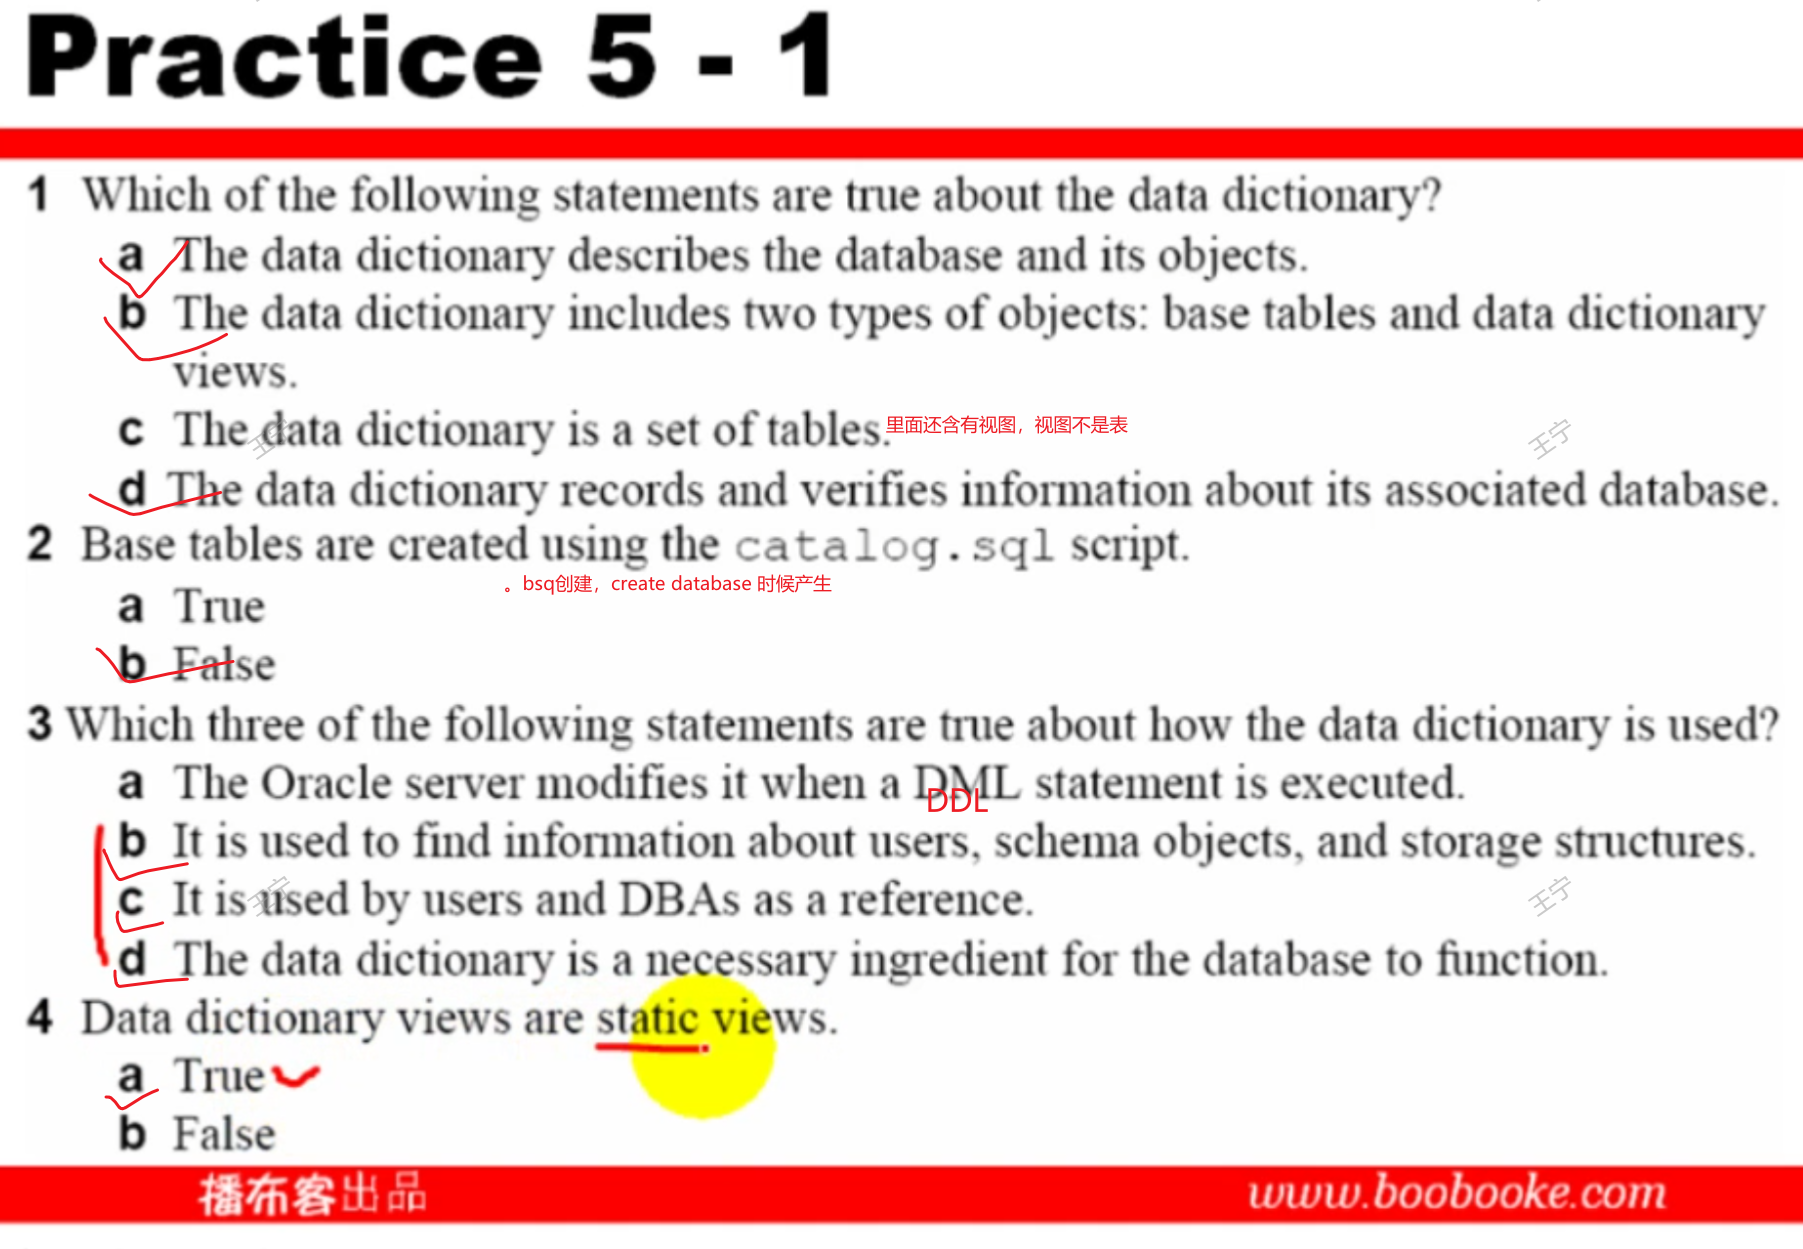 Practice 5 - 1
1 Which of the following statements are true about the data dictionary?
a The data dictionary describes the database and its objects.
b The data dictionary includes two types of objects: base tables and data dictionary
views.
c The data dictionary is a set of tables. 里面还含有视图，视图不是表
王宁
王宁
d The data dictionary records and verifies information about its associated database.
2 Base tables are created using the catalog.sql script.
。bsq创建，create database 时候产生
a True
b False
3 Which three of the following statements are true about how the data dictionary is used?
a The Oracle server modifies it when a DML statement is executed.
DDL
b It is used to find information about users, schema objects, and storage structures.
c It is used by users and DBAs as a reference.
王宁
王宁
d The data dictionary is a necessary ingredient for the database to function.
4 Data dictionary views are static views.
a True
b False
播布客出品 www.boobooke.com